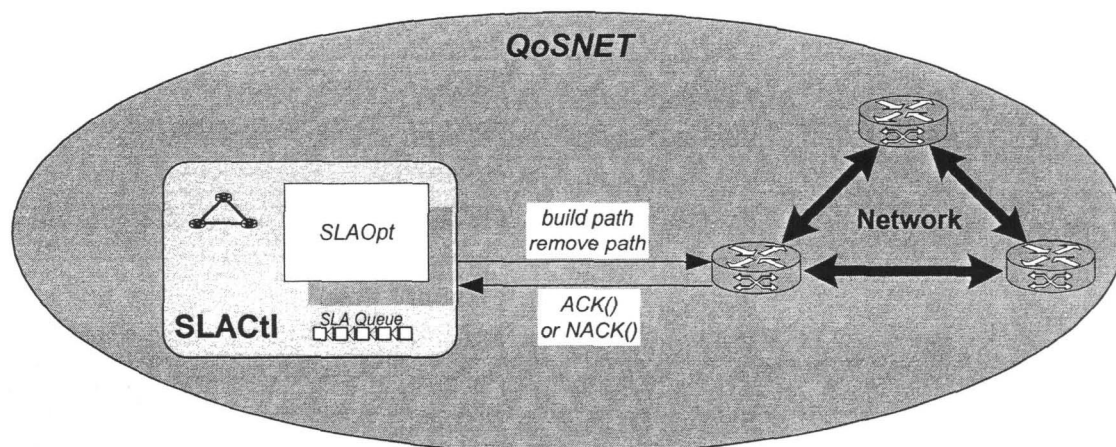 QoSNET
build path
remove path
SLAOpt
Network
ACK()
or NACK()
SLACtl
SLA Queue